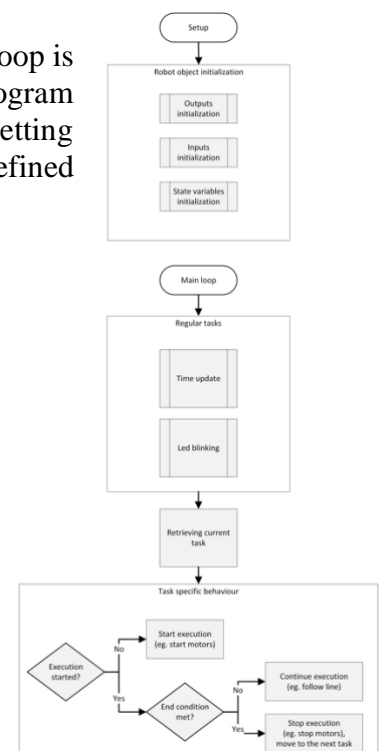 oop is
ogram
etting
efined
Setup
Robot object initialization
Outputs
initialization
Inputs
initialization
State variables
initialization
Main loop
Regular tasks
Time update
Led blinking
Retrieving current
task
Task specific behaviour
Execution
started?
No
Start execution
(eg. start motors)
Yes
End condition
met?
No
Continue execution
(eg. follow line)
Yes
Stop execution
(eg. stop motors),
move to the next task